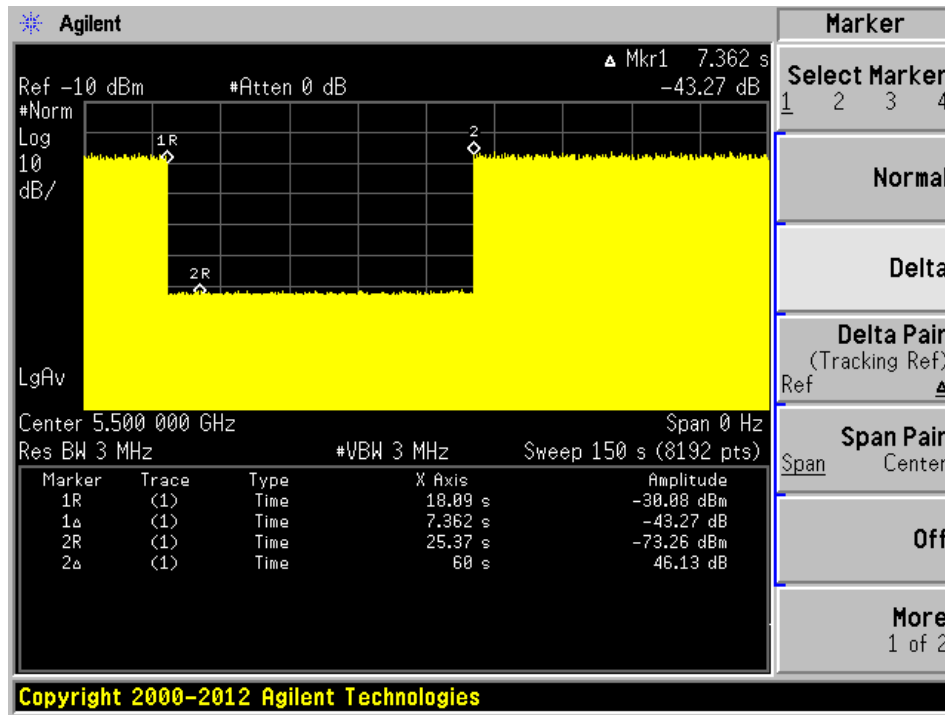 Agilent
Marker
▵ Mkr1 7.362 s
Ref -10 dBm #Atten 0 dB -43.27 dB
#Norm
Log
10
dB/
1R
2
2R
LgAv
Center 5.500 000 GHz Span 0 Hz
Res BW 3 MHz #VBW 3 MHz Sweep 150 s (8192 pts)
Marker Trace Type X Axis Amplitude
1R (1) Time 18.09 s -30.08 dBm
1▵ (1) Time 7.362 s -43.27 dB
2R (1) Time 25.37 s -73.26 dBm
2▵ (1) Time 60 s 46.13 dB
Select Marker
1 2 3 4
Normal
Delta
Delta Pair
(Tracking Ref)
Ref ▵
Span Pair
Span Center
Off
More
1 of 2
Copyright 2000-2012 Agilent Technologies